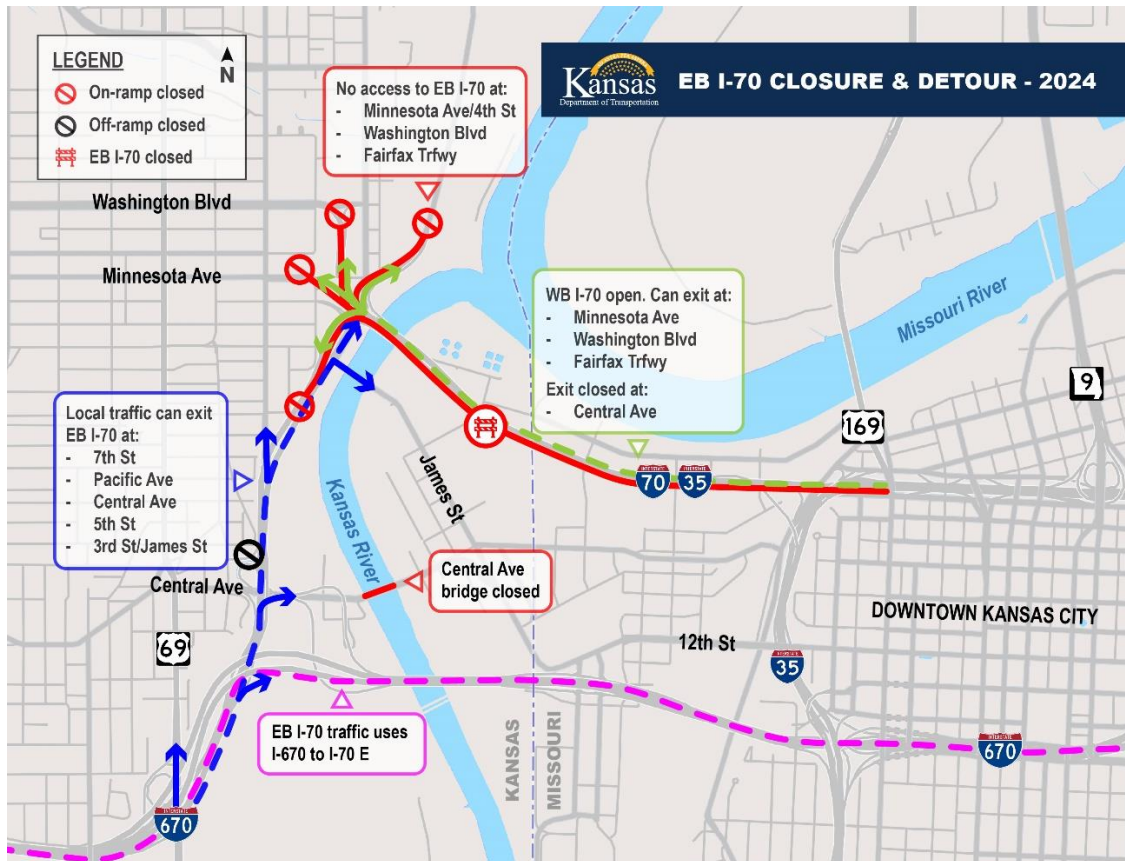 LEGEND
N
On-ramp closed
Off-ramp closed
EB I-70 closed
Kansas
Department of Transportation
EB I-70 CLOSURE & DETOUR - 2024
No access to EB I-70 at:
- Minnesota Ave/4th St
- Washington Blvd
- Fairfax Trfwy
Washington Blvd
Minnesota Ave
WB I-70 open. Can exit at:
- Minnesota Ave
- Washington Blvd
- Fairfax Trfwy
Exit closed at:
- Central Ave
Missouri River
9
169
Local traffic can exit
EB I-70 at:
- 7th St
- Pacific Ave
- Central Ave
- 5th St
- 3rd St/James St
James St
INTERSTATE
70
INTERSTATE
35
Kansas River
Central Ave
Central Ave
bridge closed
DOWNTOWN KANSAS CITY
69
12th St
INTERSTATE
35
EB I-70 traffic uses
I-670 to I-70 E
KANSAS
MISSOURI
INTERSTATE
670
INTERSTATE
670